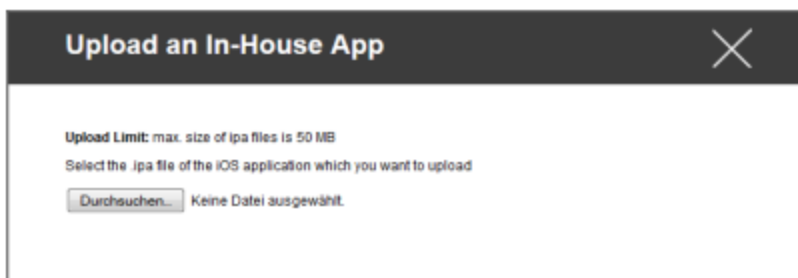 Upload an In-House App
Upload Limit: max. size of ipa files is 50 MB
Select the .ipa file of the iOS application which you want to upload
Durchsuchen... Keine Datei ausgewählt.